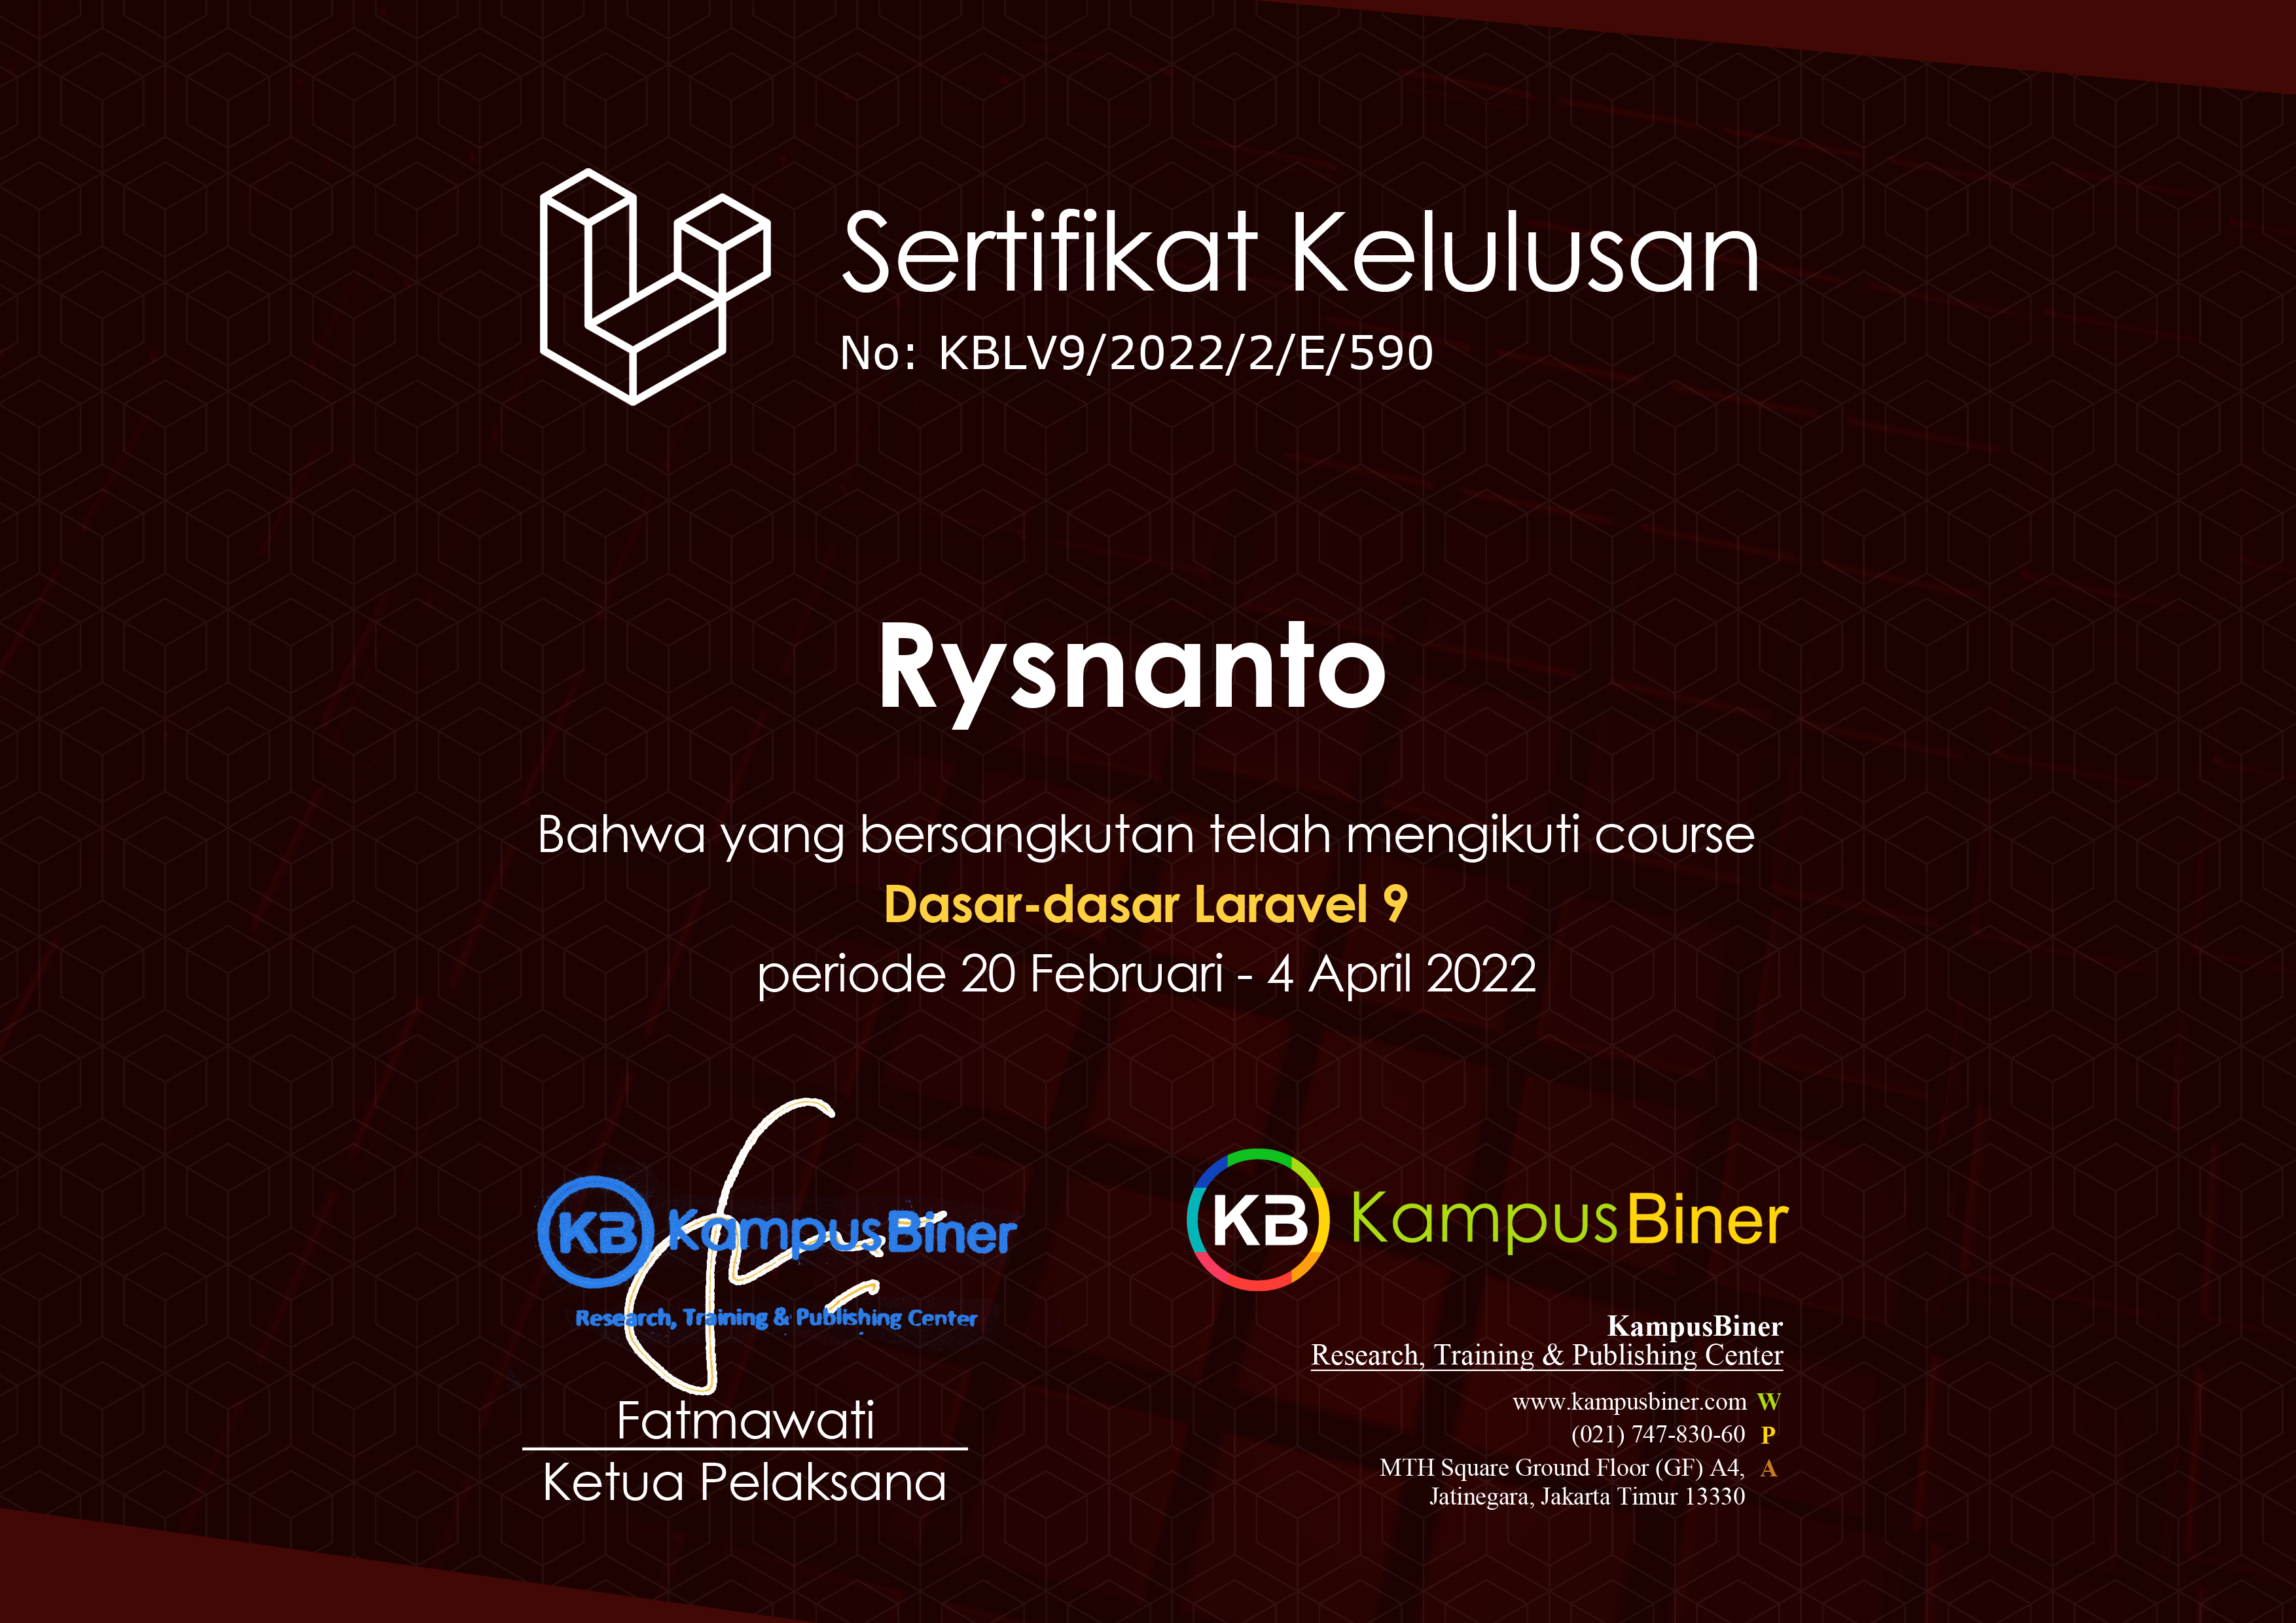 Sertifikat Kelulusan
No: KBLV9/2022/2/E/590
Rysnanto
Bahwa yang bersangkutan telah mengikuti course
Dasar-dasar Laravel 9
periode 20 Februari - 4 April 2022
KB KampusBiner
Research, Training & Publishing Center
Fatmawati
Ketua Pelaksana
KB KampusBiner
KampusBiner
Research, Training & Publishing Center
www.kampusbiner.com W
(021) 747-830-60 P
MTH Square Ground Floor (GF) A4, A
Jatinegara, Jakarta Timur 13330